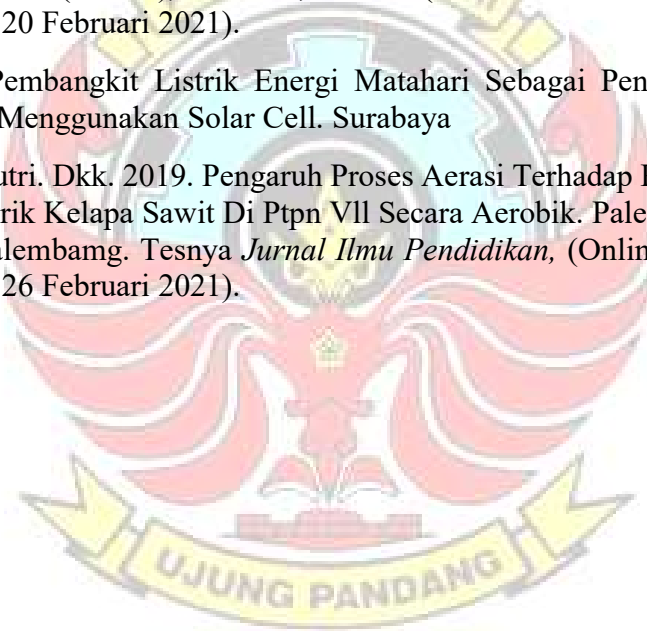 20 Februari 2021).
Pembangkit Listrik Energi Matahari Sebagai Pen
Menggunakan Solar Cell. Surabaya
utri. Dkk. 2019. Pengaruh Proses Aerasi Terhadap
rik Kelapa Sawit Di Ptpn Vll Secara Aerobik. Pale
alembamg. Tesnya Jurnal Ilmu Pendidikan, (Onlin
26 Februari 2021).
UJUNG PANDANG